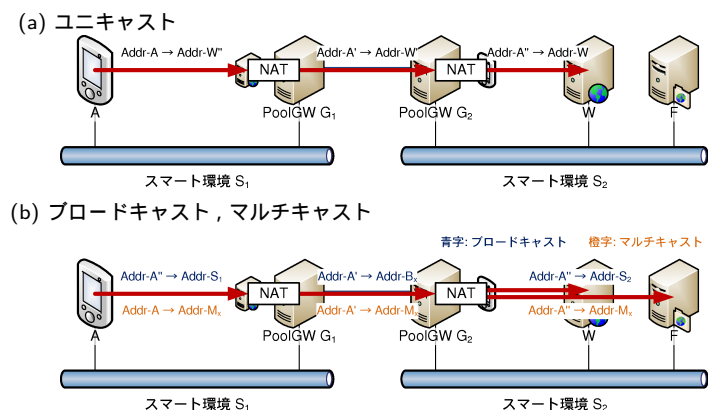 (a) ユニキャスト
Addr-A → Addr-W"
NAT
Addr-A' → Addr-W'
NAT
Addr-A" → Addr-W
A
PoolGW G₁
PoolGW G₂
W
F
スマート環境 S₁
スマート環境 S₂
(b) ブロードキャスト , マルチキャスト
青字: ブロードキャスト
橙字: マルチキャスト
Addr-A" → Addr-S₁
NAT
Addr-A' → Addr-Bₓ
NAT
Addr-A" → Addr-S₂
Addr-A → Addr-Mₓ
Addr-A' → Addr-Mₓ
Addr-A" → Addr-Mₓ
A
PoolGW G₁
PoolGW G₂
W
F
スマート環境 S₁
スマート環境 S₂